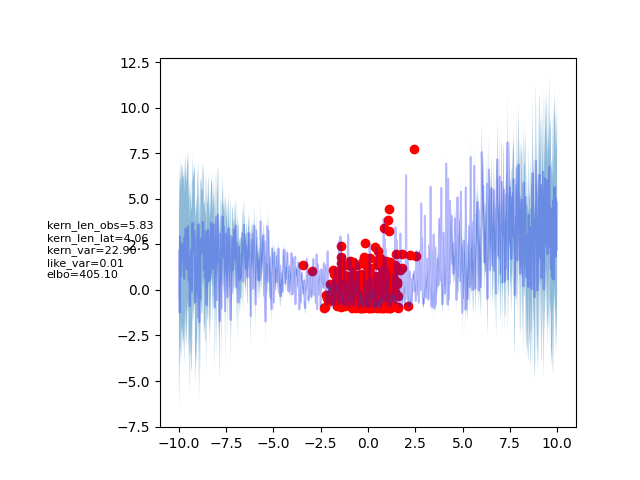 12.5
10.0
7.5
5.0
2.5
0.0
−2.5
−5.0
−7.5
kern_len_obs=5.83
kern_len_lat=4.06
kern_var=22.90
like_var=0.01
elbo=405.10
−10.0 −7.5 −5.0 −2.5 0.0 2.5 5.0 7.5 10.0